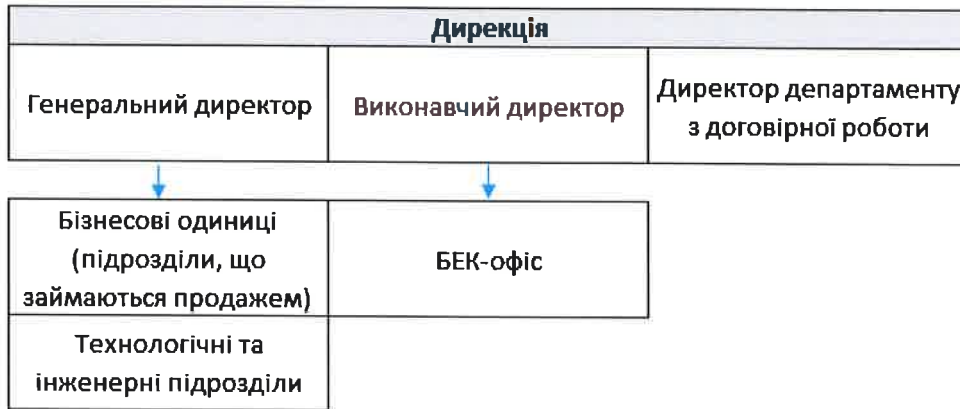 Дирекція
Генеральний директор
Виконавчий директор
Директор департаменту
з договірної роботи
Бізнесові одиниці
(підрозділи, що
займаються продажем)
БЕК-офіс
Технологічні та
інженерні підрозділи